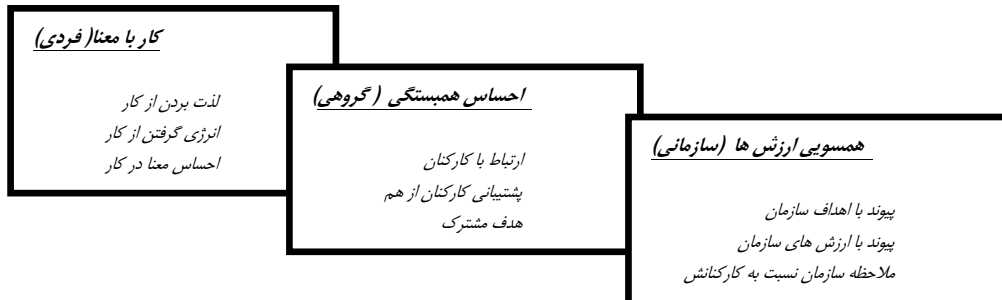 کار با معنا( فردی)
لذت بردن از کار
انرژی گرفتن از کار
احساس معنا در کار
احساس همبستگی ( گروهی)
ارتباط با کارکنان
پشتیبانی کارکنان از هم
هدف مشترک
همسویی ارزش ها (سازمانی)
پیوند با اهداف سازمان
پیوند با ارزش های سازمان
ملاحظه سازمان نسبت به کارکنانش